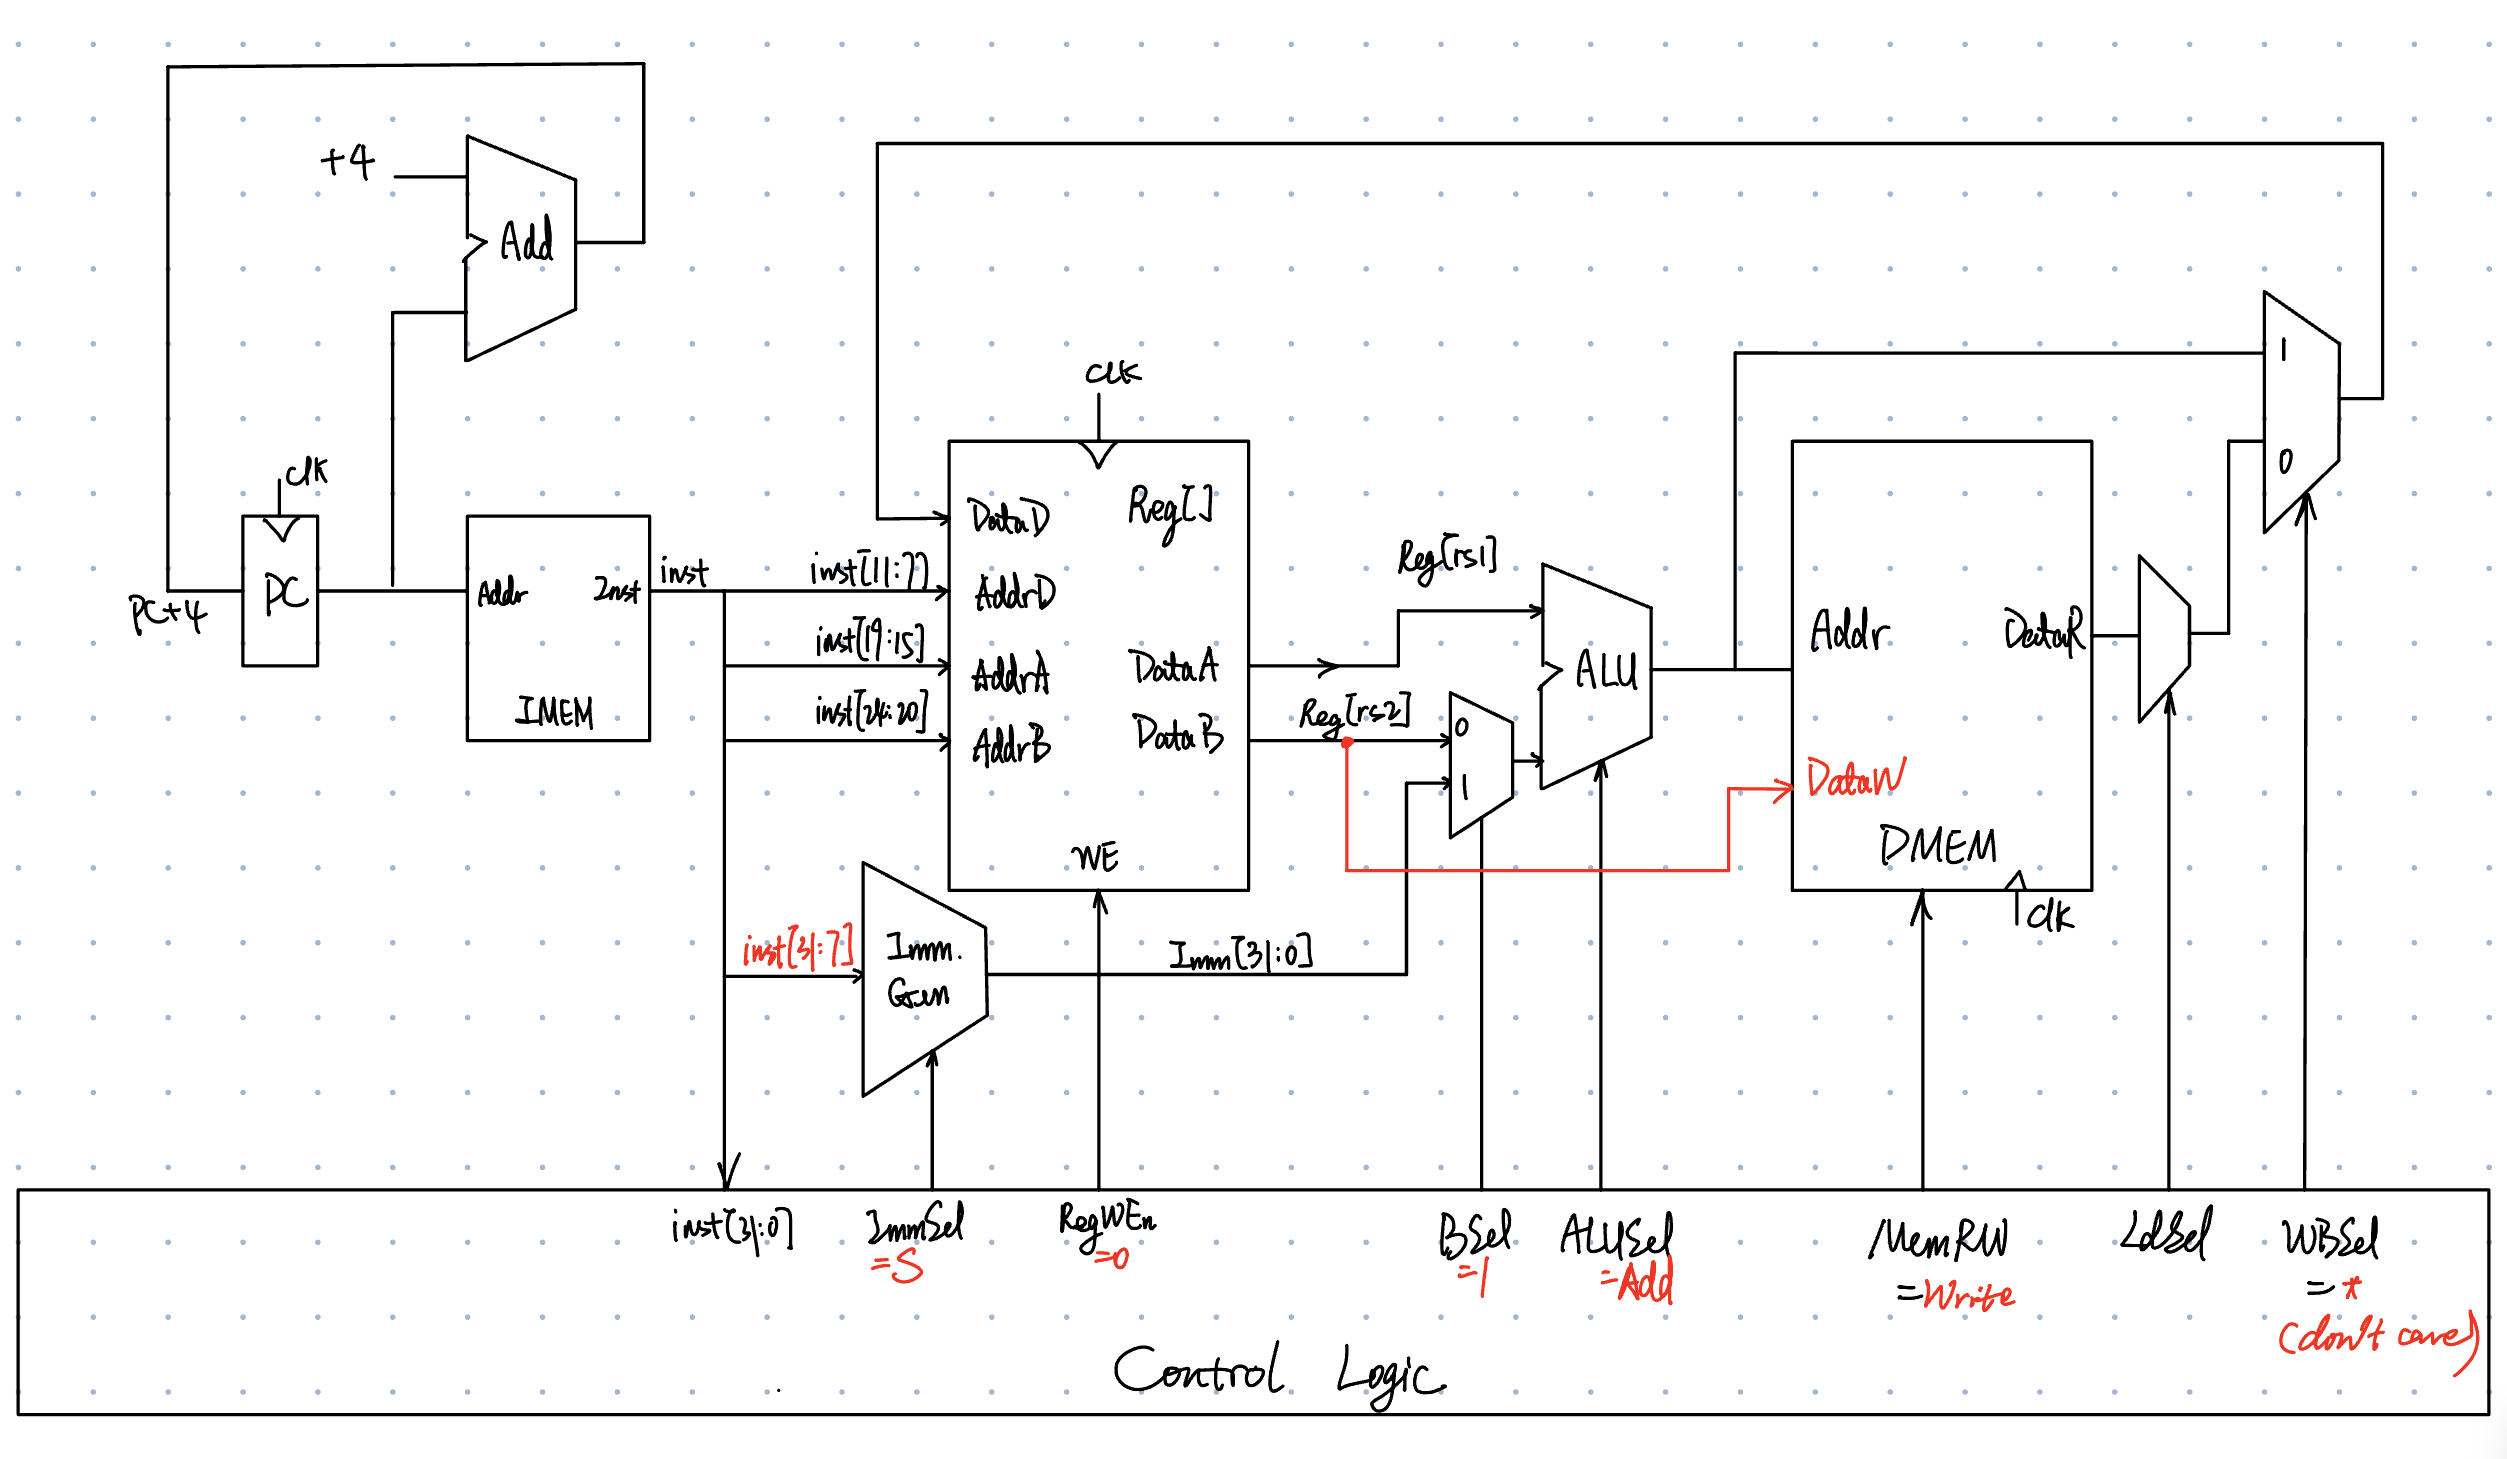 +4
Add
clk
clk
PC
PC+4
Addr
Inst
IMEM
inst
inst[11:7]
inst[19:15]
inst[24:20]
DataD
Reg[]
AddrD
AddrA
DataA
AddrB
DataB
WE
Reg[rs1]
Reg[rs2]
0
1
ALU
Addr
DataR
DataW
DMEM
clk
1
0
inst[31:7]
Imm.
Gen
Imm[31:0]
inst[31:0]
ImmSel
=S
RegWEn
=0
BSel
=1
ALUSel
=Add
MemRW
=Write
LdSel
WBSel
=*
(don't care)
Control Logic